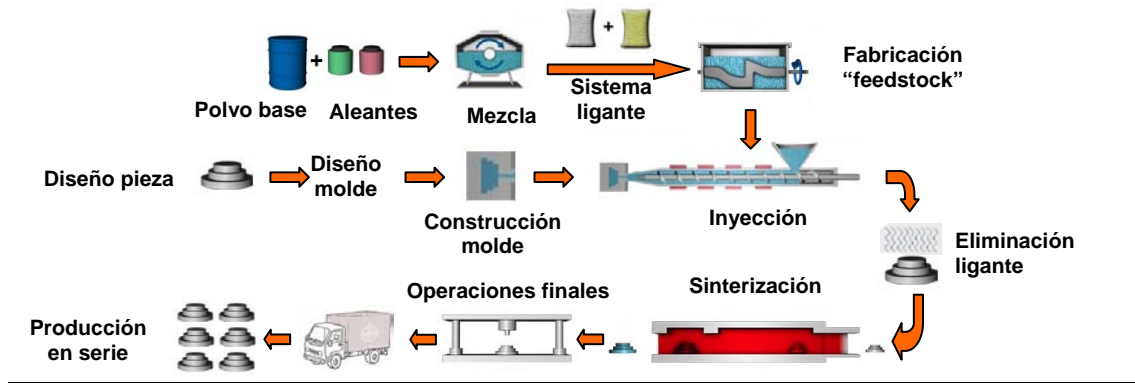 +
+
Fabricación
“feedstock”
Polvo base
Aleantes
Mezcla
Sistema
ligante
Diseño pieza
Diseño
molde
Construcción
molde
Inyección
Eliminación
ligante
Producción
en serie
Operaciones finales
Sinterización